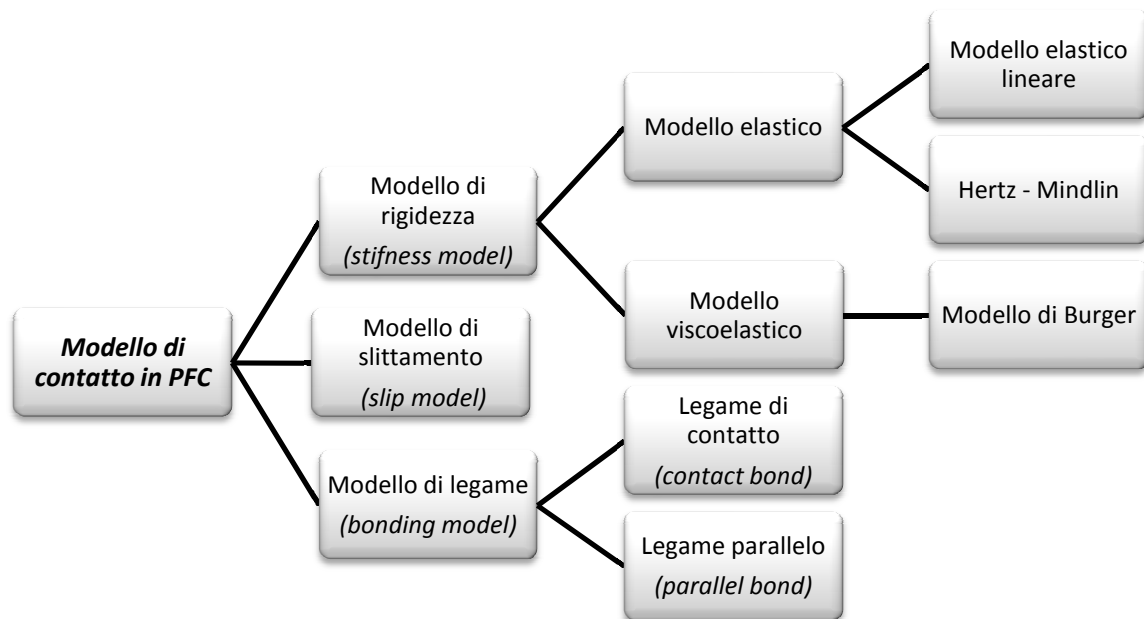 Modello di
contatto in PFC
Modello di
rigidezza
(stifness model)
Modello di
slittamento
(slip model)
Modello di legame
(bonding model)
Modello elastico
Modello
viscoelastico
Legame di
contatto
(contact bond)
Legame parallelo
(parallel bond)
Modello elastico
lineare
Hertz - Mindlin
Modello di Burger